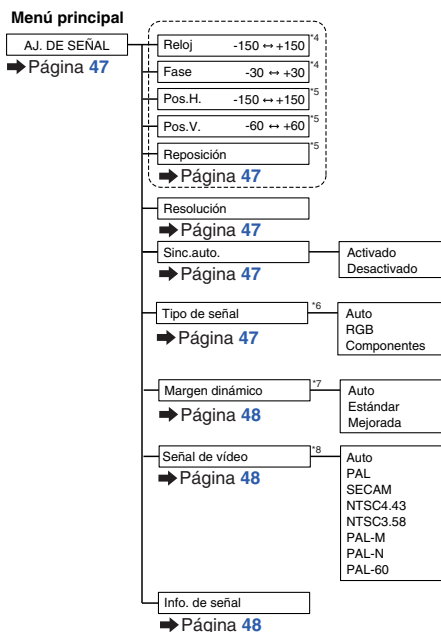 Menú principal
AJ. DE SEÑAL
Página 47
Reloj -150 ↔ +150 *4
Fase -30 ↔ +30 *4
Pos.H. -150 ↔ +150 *5
Pos.V. -60 ↔ +60 *5
Reposición *5
Página 47
Resolución
Página 47
Sinc.auto.
Página 47
Activado
Desactivado
Tipo de señal *6
Página 47
Auto
RGB
Componentes
Margen dinámico *7
Página 48
Auto
Estándar
Mejorada
Señal de vídeo *8
Página 48
Auto
PAL
SECAM
NTSC4.43
NTSC3.58
PAL-M
PAL-N
PAL-60
Info. de señal
Página 48